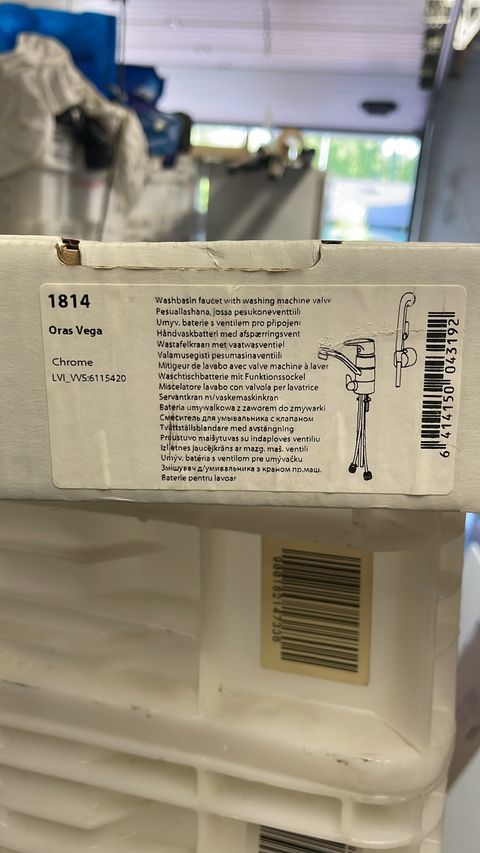 1814
Oras Vega
Chrome
LVI_VVS:6115420
Washbasin faucet with washing machine valve
Pesuallashana, jossa pesukoneventtiili
Umyv. baterie s ventilem pro připojení
Håndvaskbatteri med afspærringsvent
Wastafelkraan met vaatwasventiel
Valamusegisti pesumasinaventiili
Mitigeur de lavabo avec valve machine à laver
Waschtischbatterie mit Funktionssockel
Miscelatore lavabo con valvola per lavatrice
Servantkran m/vaskemaskinkran
Bateria umywalkowa z zaworem do zmywarki
Смеситель для умывальника с клапаном
Tvättställsblandare med avstängning
Praustuvo maišytuvas su indaplovės ventiliu
Izlietnes jaucējkrāns ar mazg. maš. ventili
Umýv. batéria s ventilom pre umývačku
Змішувач д/умивальника з краном пр.маш.
Baterie pentru lavoar
6 414150 043192